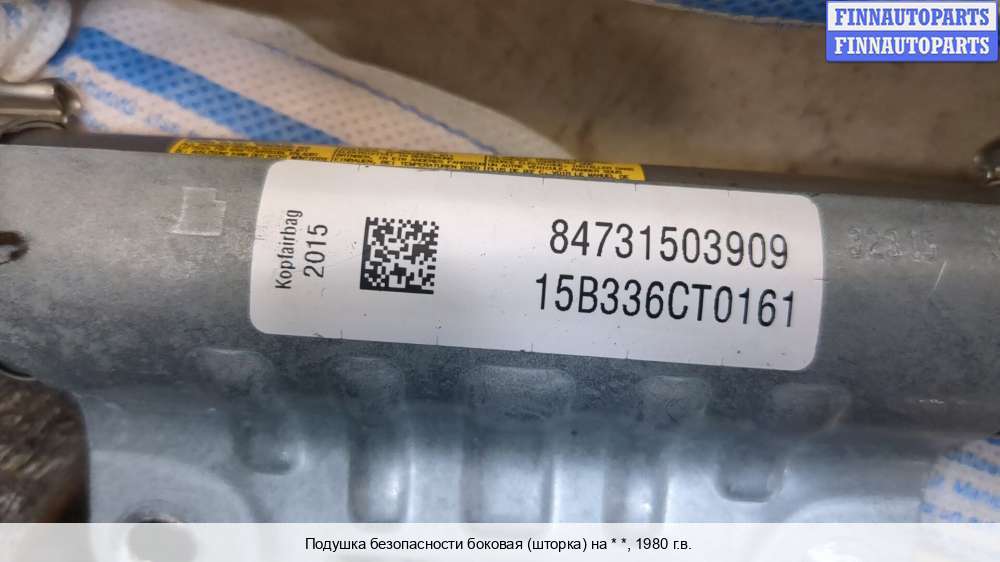 FINNAUTOPARTS
FINNAUTOPARTS
Kopfairbag
2015
84731503909
15B336CT0161
Подушка безопасности боковая (шторка) на * *, 1980 г.в.